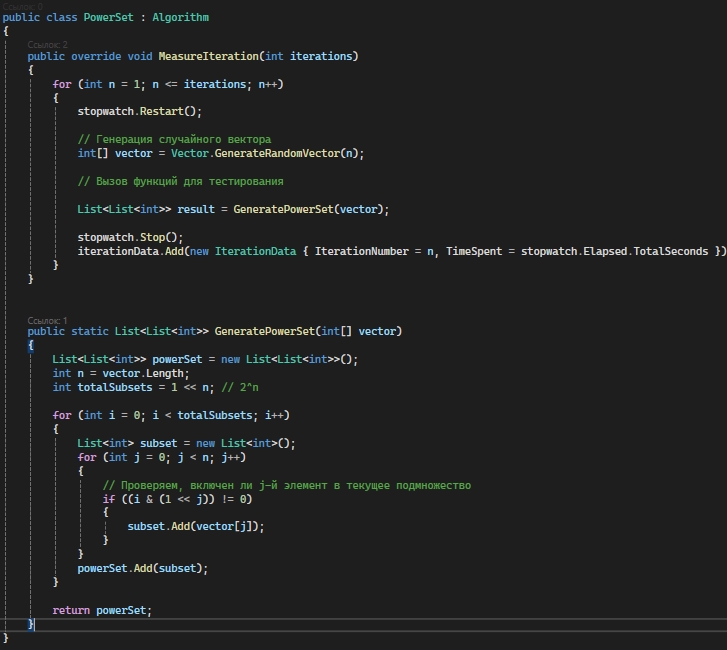 Ссылок: 0
public class PowerSet : Algorithm
{
Ссылок: 2
public override void MeasureIteration(int iterations)
{
for (int n = 1; n <= iterations; n++)
{
stopwatch.Restart();
// Генерация случайного вектора
int[] vector = Vector.GenerateRandomVector(n);
// Вызов функций для тестирования
List<List<int>> result = GeneratePowerSet(vector);
stopwatch.Stop();
iterationData.Add(new IterationData { IterationNumber = n, TimeSpent = stopwatch.Elapsed.TotalSeconds })
}
}
Ссылок: 1
public static List<List<int>> GeneratePowerSet(int[] vector)
{
List<List<int>> powerSet = new List<List<int>>();
int n = vector.Length;
int totalSubsets = 1 << n; // 2^n
for (int i = 0; i < totalSubsets; i++)
{
List<int> subset = new List<int>();
for (int j = 0; j < n; j++)
{
// Проверяем, включен ли j-й элемент в текущее подмножество
if ((i & (1 << j)) != 0)
{
subset.Add(vector[j]);
}
}
powerSet.Add(subset);
}
return powerSet;
}
}